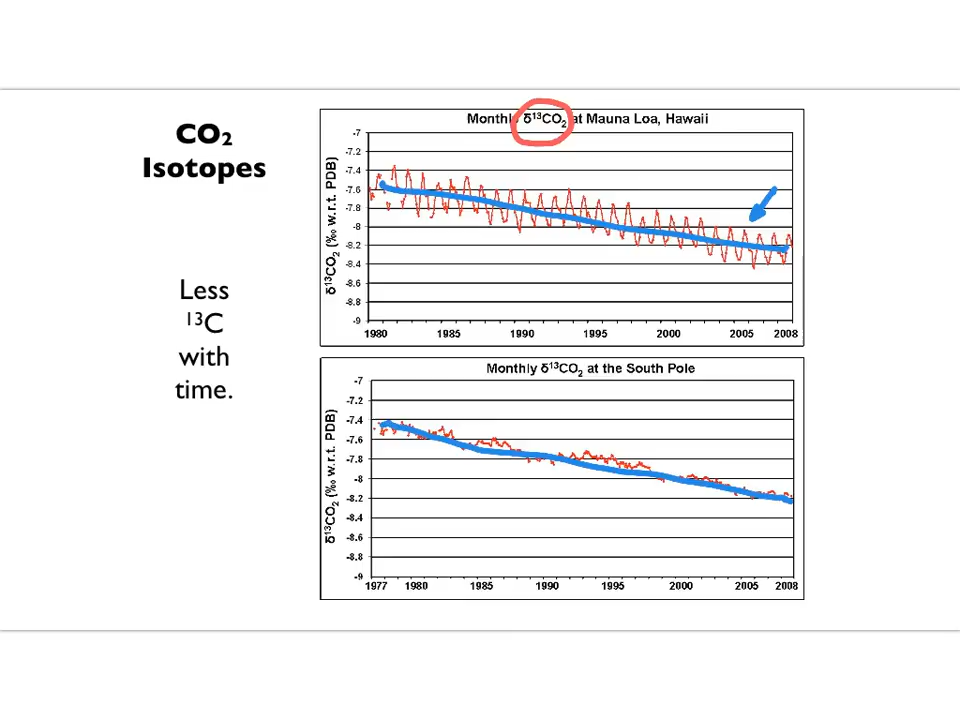 CO₂
Isotopes
Less
¹³C
with
time.
Monthly δ¹³CO₂ at Mauna Loa, Hawaii
δ¹³CO₂ (‰ w.r.t. PDB)
-7
-7.2
-7.4
-7.6
-7.8
-8
-8.2
-8.4
-8.6
-8.8
-9
1980 1985 1990 1995 2000 2005 2008
Monthly δ¹³CO₂ at the South Pole
δ¹³CO₂ (‰ w.r.t. PDB)
-7
-7.2
-7.4
-7.6
-7.8
-8
-8.2
-8.4
-8.6
-8.8
-9
1977 1980 1985 1990 1995 2000 2005 2008